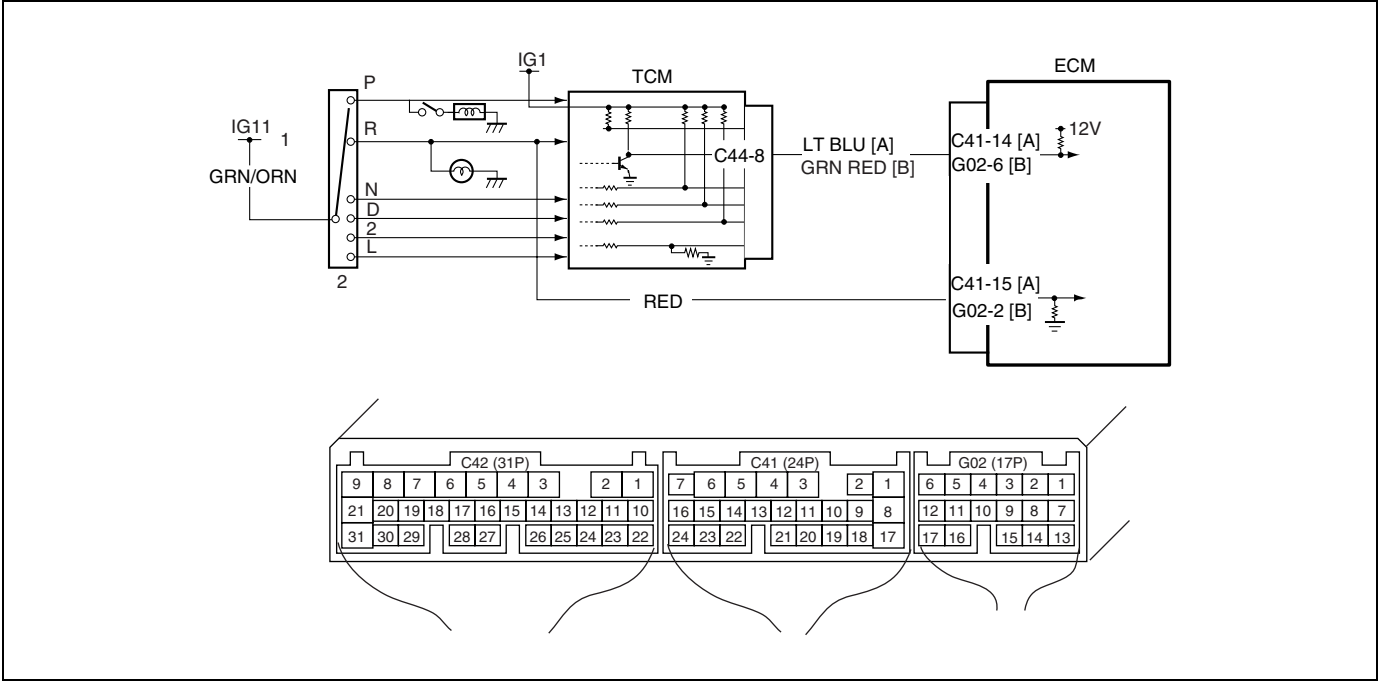 IG1
TCM
ECM
P
IG11 1
R
GRN/ORN
N
D
2
L
2
C44-8
LT BLU [A]
GRN RED [B]
C41-14 [A]
G02-6 [B]
12V
RED
C41-15 [A]
G02-2 [B]
C42 (31P)
9 8 7 6 5 4 3 2 1
21 20 19 18 17 16 15 14 13 12 11 10
31 30 29 28 27 26 25 24 23 22
C41 (24P)
7 6 5 4 3 2 1
16 15 14 13 12 11 10 9 8
24 23 22 21 20 19 18 17
G02 (17P)
6 5 4 3 2 1
12 11 10 9 8 7
17 16 15 14 13